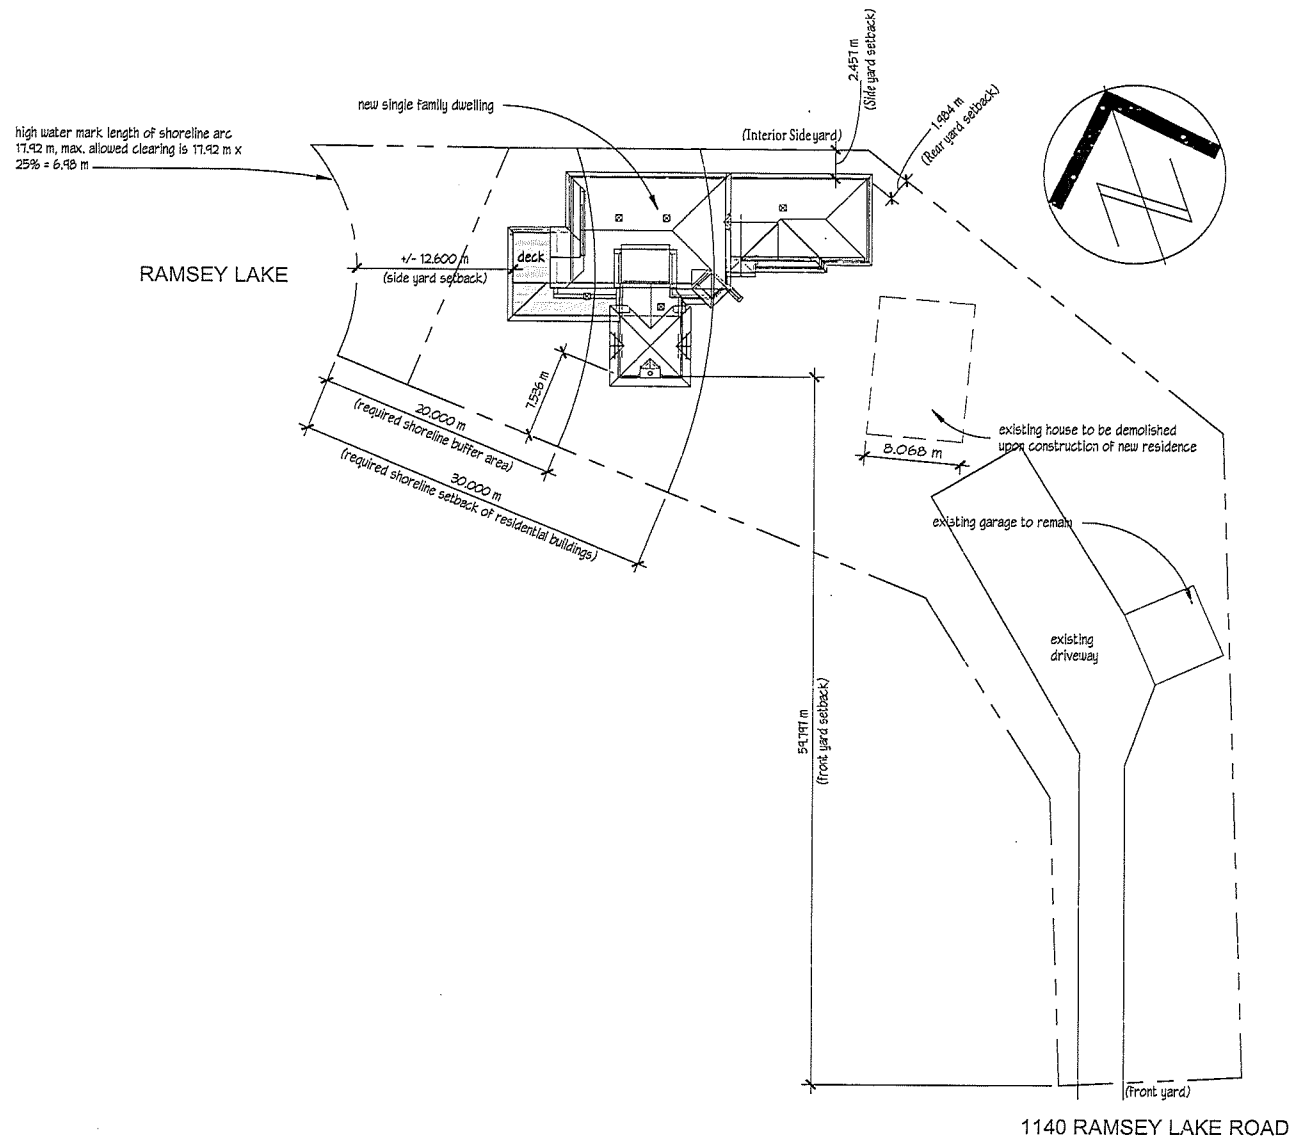 2.457 m
(Side yard setback)
1.984 m
(Rear yard setback)
new single family dwelling
high water mark length of shoreline arc
17.92 m, max. allowed clearing is 17.92 m x
25% = 6.98 m
(Interior Sideyard)
RAMSEY LAKE
+/- 12.600 m
(side yard setback)
deck
7.536 m
20.000 m
(required shoreline buffer area)
30.000 m
(required shoreline setback of residential buildings)
existing house to be demolished
upon construction of new residence
8.068 m
existing garage to remain
existing
driveway
59.797 m
(front yard setback)
(Front yard)
1140 RAMSEY LAKE ROAD